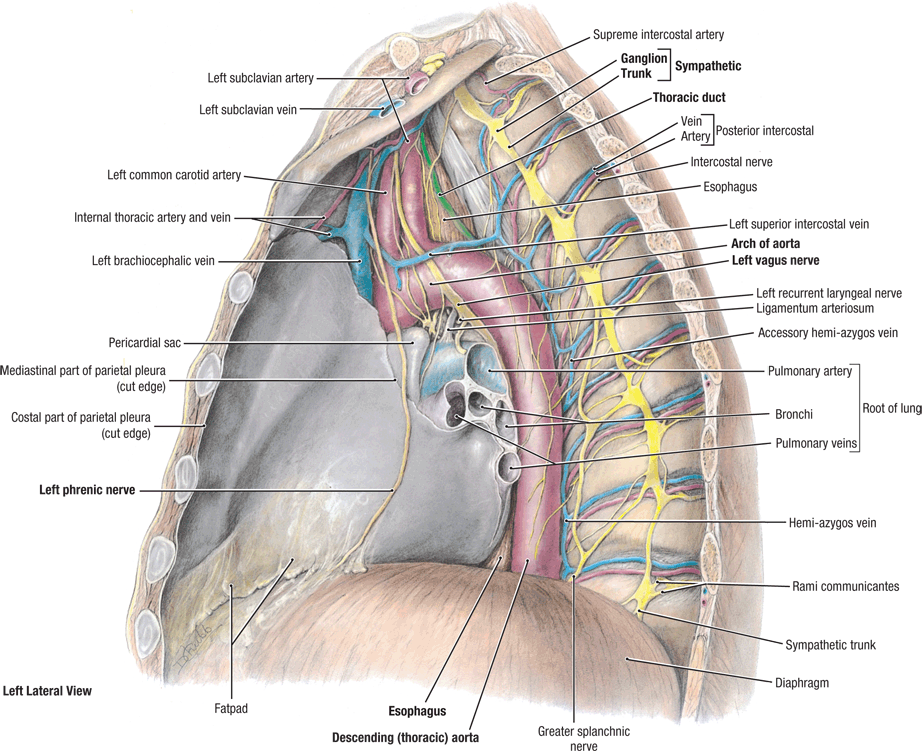 Supreme intercostal artery
Ganglion
Trunk
Sympathetic
Left subclavian artery
Thoracic duct
Left subclavian vein
Vein
Artery
Posterior intercostal
Intercostal nerve
Left common carotid artery
Esophagus
Internal thoracic artery and vein
Left superior intercostal vein
Arch of aorta
Left brachiocephalic vein
Left vagus nerve
Left recurrent laryngeal nerve
Ligamentum arteriosum
Accessory hemi-azygos vein
Pericardial sac
Mediastinal part of parietal pleura
(cut edge)
Pulmonary artery
Costal part of parietal pleura
(cut edge)
Bronchi
Root of lung
Pulmonary veins
Left phrenic nerve
Hemi-azygos vein
Rami communicantes
Sympathetic trunk
Diaphragm
Left Lateral View
Fatpad
Esophagus
Descending (thoracic) aorta
Greater splanchnic
nerve